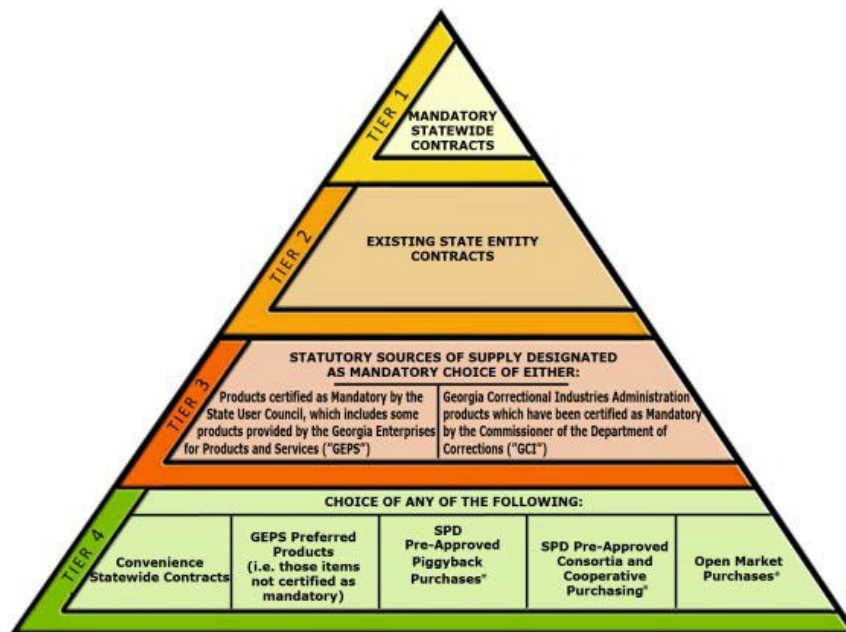 TIER 1
MANDATORY
STATEWIDE
CONTRACTS
TIER 2
EXISTING STATE ENTITY
CONTRACTS
TIER 3
STATUTORY SOURCES OF SUPPLY DESIGNATED
AS MANDATORY CHOICE OF EITHER:
Products certified as Mandatory by the
State User Council, which includes some
products provided by the Georgia Enterprises
for Products and Services ("GEPS")
Georgia Correctional Industries Administration
products which have been certified as Mandatory
by the Commissioner of the Department of
Corrections ("GCI")
TIER 4
CHOICE OF ANY OF THE FOLLOWING:
Convenience
Statewide Contracts
GEPS Preferred
Products
(i.e. those items
not certified as
mandatory)
SPD
Pre-Approved
Piggyback
Purchases*
SPD Pre-Approved
Consortia and
Cooperative
Purchasing*
Open Market
Purchases*